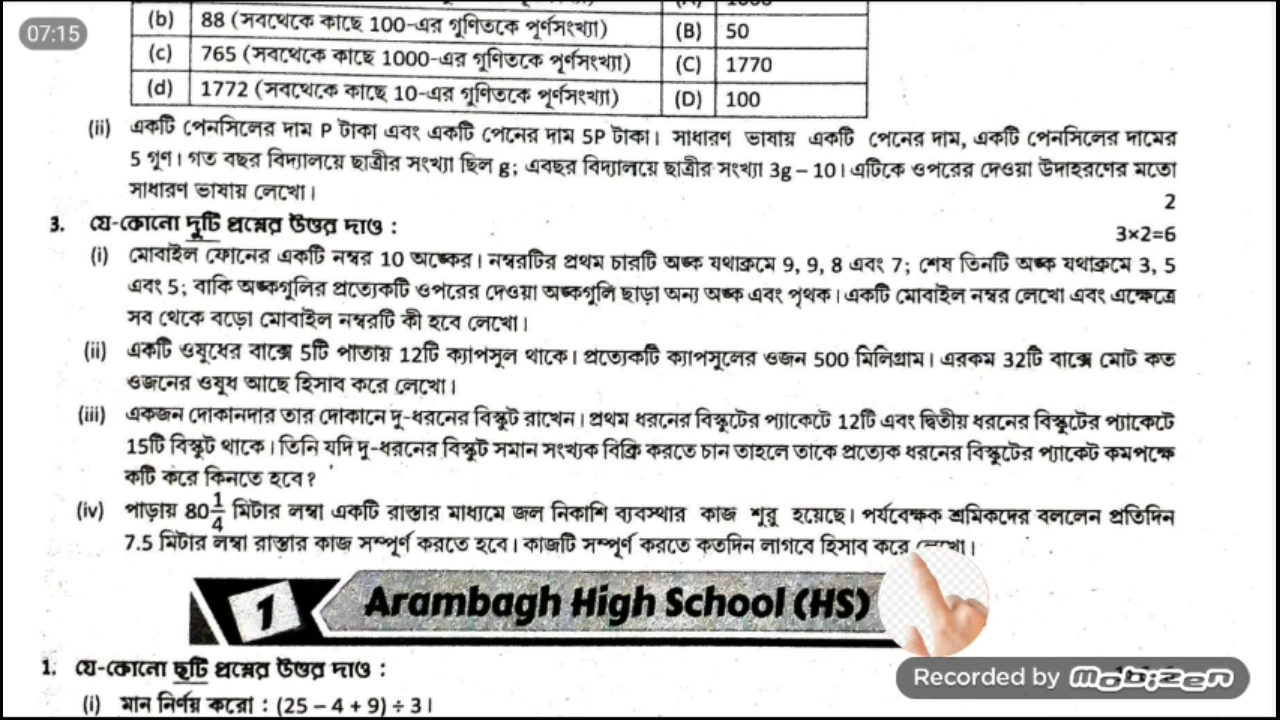 07:15
(b) 88 (সবথেকে কাছে 100-এর গুণিতকে পূর্ণসংখ্যা) (B) 50
(c) 765 (সবথেকে কাছে 1000-এর গুণিতকে পূর্ণসংখ্যা) (C) 1770
(d) 1772 (সবথেকে কাছে 10-এর গুণিতকে পূর্ণসংখ্যা) (D) 100
(ii) একটি পেনসিলের দাম P টাকা এবং একটি পেনের দাম 5P টাকা। সাধারণ ভাষায় একটি পেনের দাম, একটি পেনসিলের দামের
5 গুণ। গত বছর বিদ্যালয়ে ছাত্রীর সংখ্যা ছিল g; এবছর বিদ্যালয়ে ছাত্রীর সংখ্যা 3g – 10। এটিকে ওপরের দেওয়া উদাহরণের মতো
সাধারণ ভাষায় লেখো। 2
3. যে-কোনো দুটি প্রশ্নের উত্তর দাও : 3×2=6
(i) মোবাইল ফোনের একটি নম্বর 10 অঙ্কের। নম্বরটির প্রথম চারটি অঙ্ক যথাক্রমে 9, 9, 8 এবং 7; শেষ তিনটি অঙ্ক যথাক্রমে 3, 5
এবং 5; বাকি অঙ্কগুলির প্রত্যেকটি ওপরের দেওয়া অঙ্কগুলি ছাড়া অন্য অঙ্ক এবং পৃথক। একটি মোবাইল নম্বর লেখো এবং এক্ষেত্রে
সব থেকে বড়ো মোবাইল নম্বরটি কী হবে লেখো।
(ii) একটি ওষুধের বাক্সে 5টি পাতায় 12টি ক্যাপসুল থাকে। প্রত্যেকটি ক্যাপসুলের ওজন 500 মিলিগ্রাম। এরকম 32টি বাক্সে মোট কত
ওজনের ওষুধ আছে হিসাব করে লেখো।
(iii) একজন দোকানদার তার দোকানে দু-ধরনের বিস্কুট রাখেন। প্রথম ধরনের বিস্কুটের প্যাকেটে 12টি এবং দ্বিতীয় ধরনের বিস্কুটের প্যাকেটে
15টি বিস্কুট থাকে। তিনি যদি দু-ধরনের বিস্কুট সমান সংখ্যক বিক্রি করতে চান তাহলে তাকে প্রত্যেক ধরনের বিস্কুটের প্যাকেট কমপক্ষে
কটি করে কিনতে হবে?
(iv) পাড়ায় 80 1/4 মিটার লম্বা একটি রাস্তার মাধ্যমে জল নিকাশি ব্যবস্থার কাজ শুরু হয়েছে। পর্যবেক্ষক শ্রমিকদের বললেন প্রতিদিন
7.5 মিটার লম্বা রাস্তার কাজ সম্পূর্ণ করতে হবে। কাজটি সম্পূর্ণ করতে কতদিন লাগবে হিসাব করে
1 Arambagh High School (HS)
Recorded by MOBIZEN
1. যে-কোনো ছটি প্রশ্নের উত্তর দাও :
(i) মান নির্ণয় করো : (25 – 4 + 9) ÷ 3।